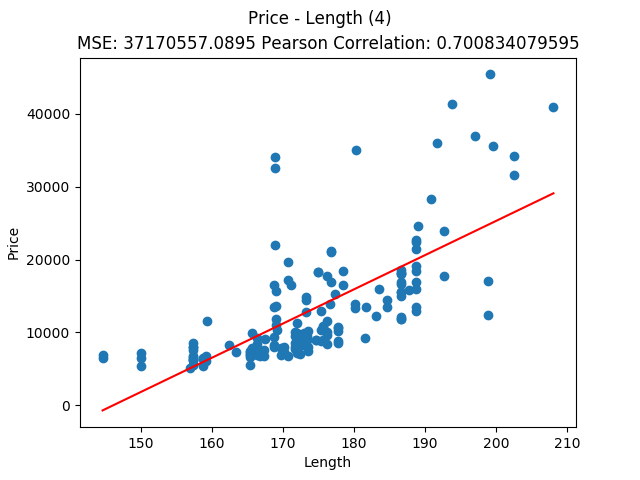 Price - Length (4)
MSE: 37170557.0895 Pearson Correlation: 0.700834079595
40000
30000
20000
10000
0
Price
150 160 170 180 190 200 210
Length